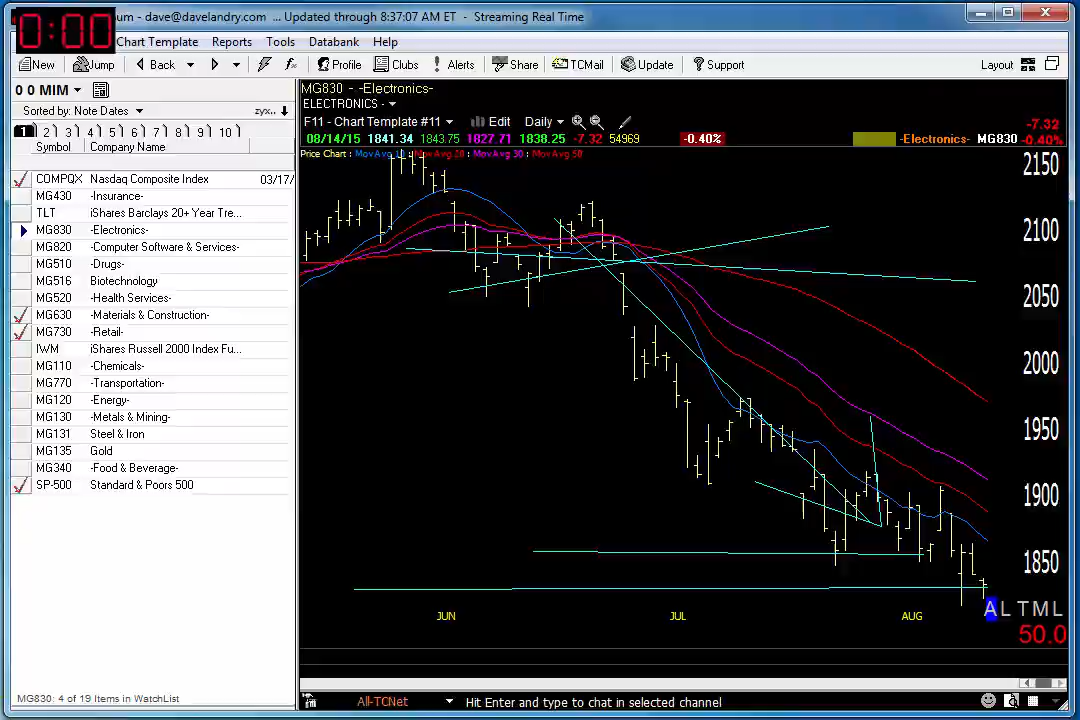 0:00
um - dave@davelandry.com ... Updated through 8:37:07 AM ET - Streaming Real Time
Chart Template Reports Tools Databank Help
New Jump Back Profile Clubs Alerts Share TCMail Update Support Layout
0 0 MIM
Sorted by: Note Dates zyx..
1 2 3 4 5 6 7 8 9 10
Symbol Company Name
COMPQX Nasdaq Composite Index 03/17/
MG430 -Insurance-
TLT iShares Barclays 20+ Year Tre...
MG830 -Electronics-
MG820 -Computer Software & Services-
MG510 -Drugs-
MG516 Biotechnology
MG520 -Health Services-
MG630 -Materials & Construction-
MG730 -Retail-
IWM iShares Russell 2000 Index Fu...
MG110 -Chemicals-
MG770 -Transportation-
MG120 -Energy-
MG130 -Metals & Mining-
MG131 Steel & Iron
MG135 Gold
MG340 -Food & Beverage-
SP-500 Standard & Poors 500
MG830: 4 of 19 Items in WatchList
MG830 - -Electronics-
ELECTRONICS -
F11 - Chart Template #11 Edit Daily
08/14/15 1841.34 1843.75 1827.71 1838.25 -7.32 54969 -0.40% -Electronics- MG830 -7.32 -0.40%
Price Chart : MovAvg 10 : MovAvg 20 : MovAvg 30 : MovAvg 50
2150
2100
2050
2000
1950
1900
1850
A L T M L
JUN JUL AUG
50.0
All-TCNet Hit Enter and type to chat in selected channel